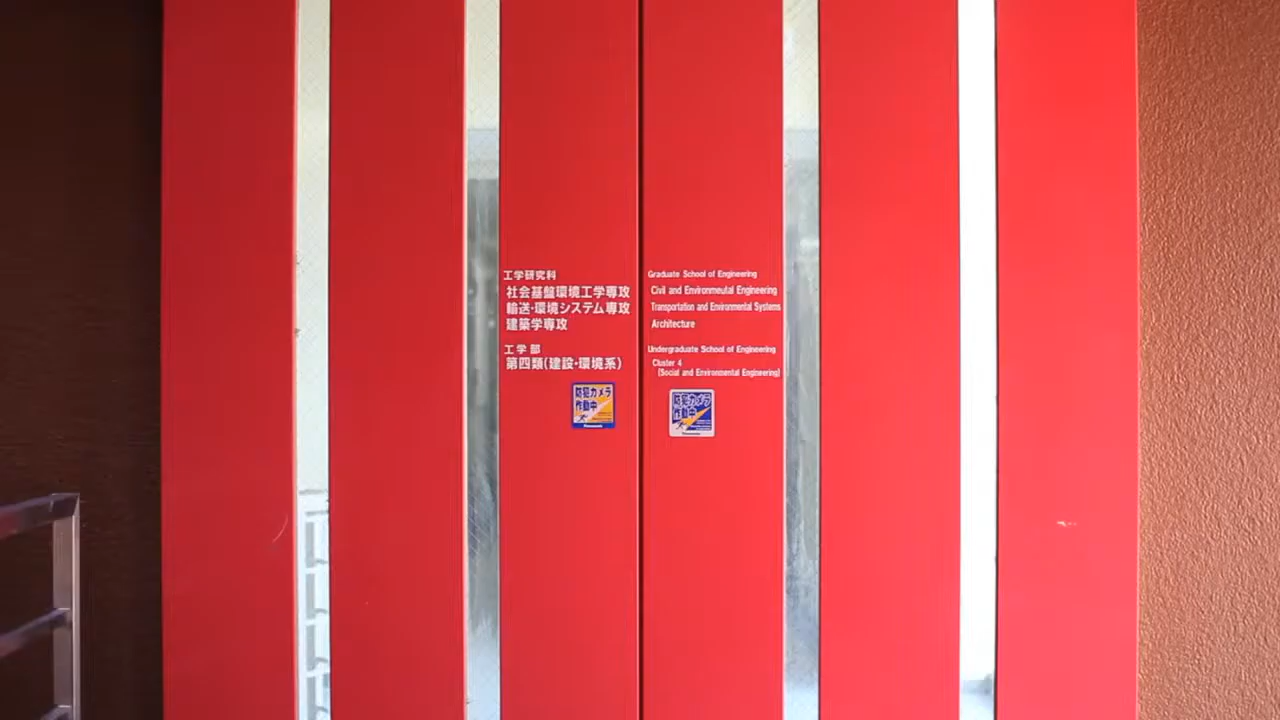 工学研究科
社会基盤環境工学専攻
輸送・環境システム専攻
建築学専攻
工学部
第四類(建設・環境系)
Graduate School of Engineering
Civil and Environmeutal Engineering
Transportation and Environmental Systems
Architecture
Undergraduate School of Engineering
Cluster 4
(Social and Environmental Engineering)
防犯カメラ
作動中
Panasonic
防犯カメラ
作動中
Panasonic